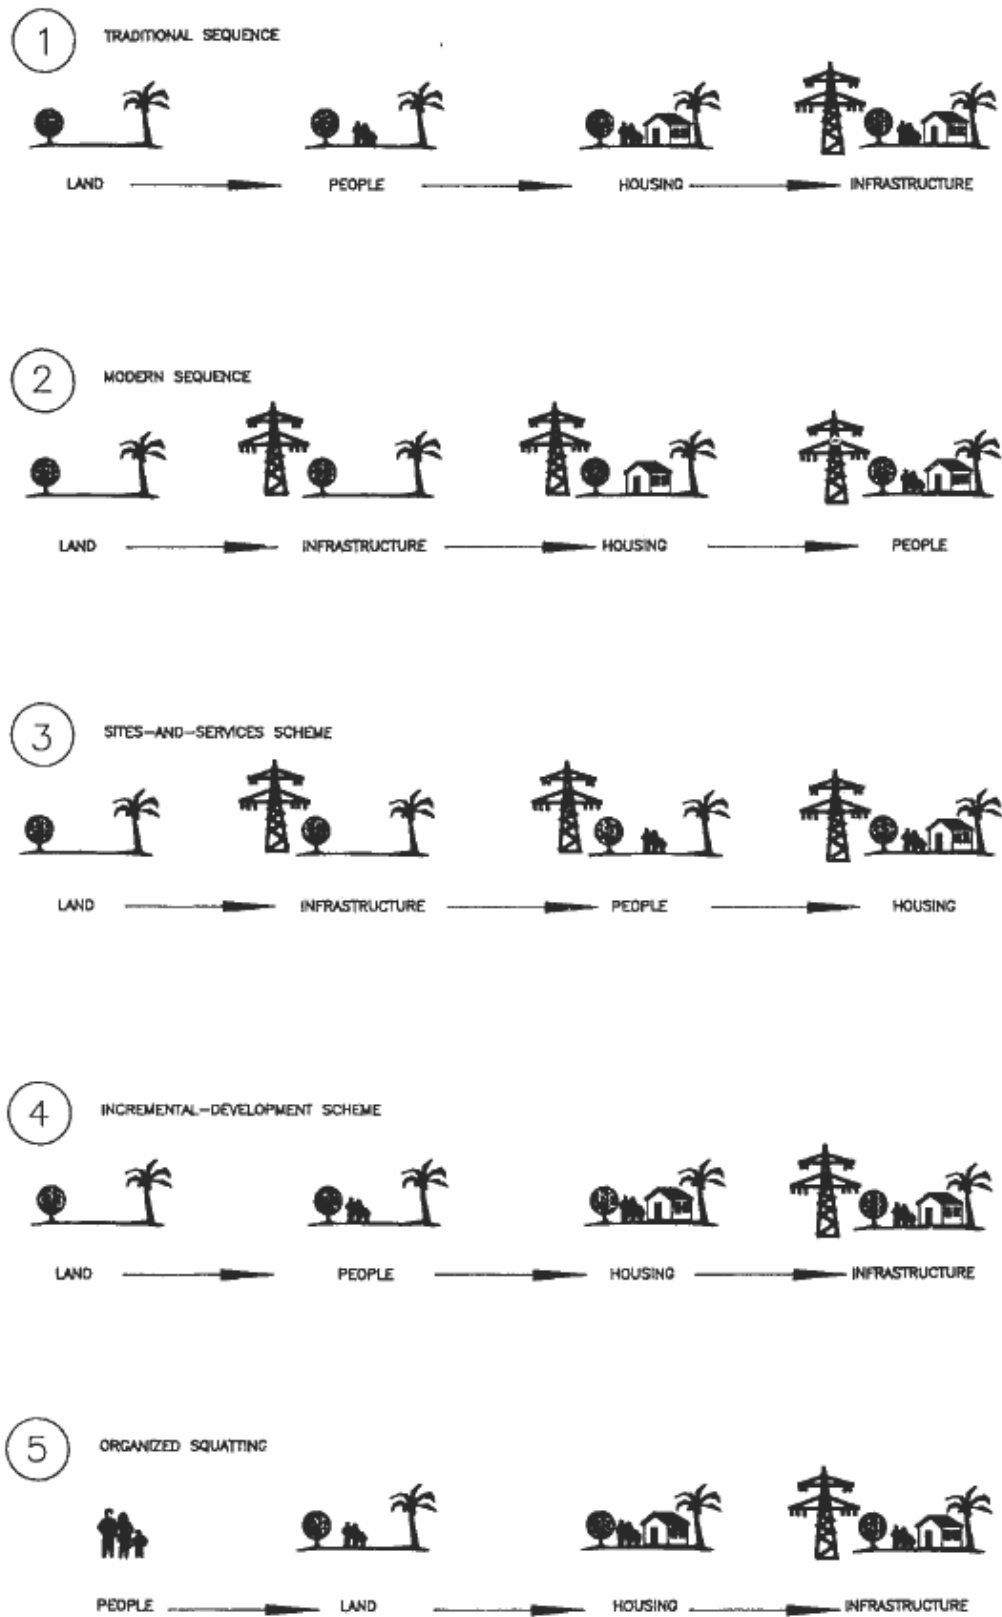 1 TRADITIONAL SEQUENCE
LAND PEOPLE HOUSING INFRASTRUCTURE
2 MODERN SEQUENCE
LAND INFRASTRUCTURE HOUSING PEOPLE
3 SITES-AND-SERVICES SCHEME
LAND INFRASTRUCTURE PEOPLE HOUSING
4 INCREMENTAL-DEVELOPMENT SCHEME
LAND PEOPLE HOUSING INFRASTRUCTURE
5 ORGANIZED SQUATTING
PEOPLE LAND HOUSING INFRASTRUCTURE